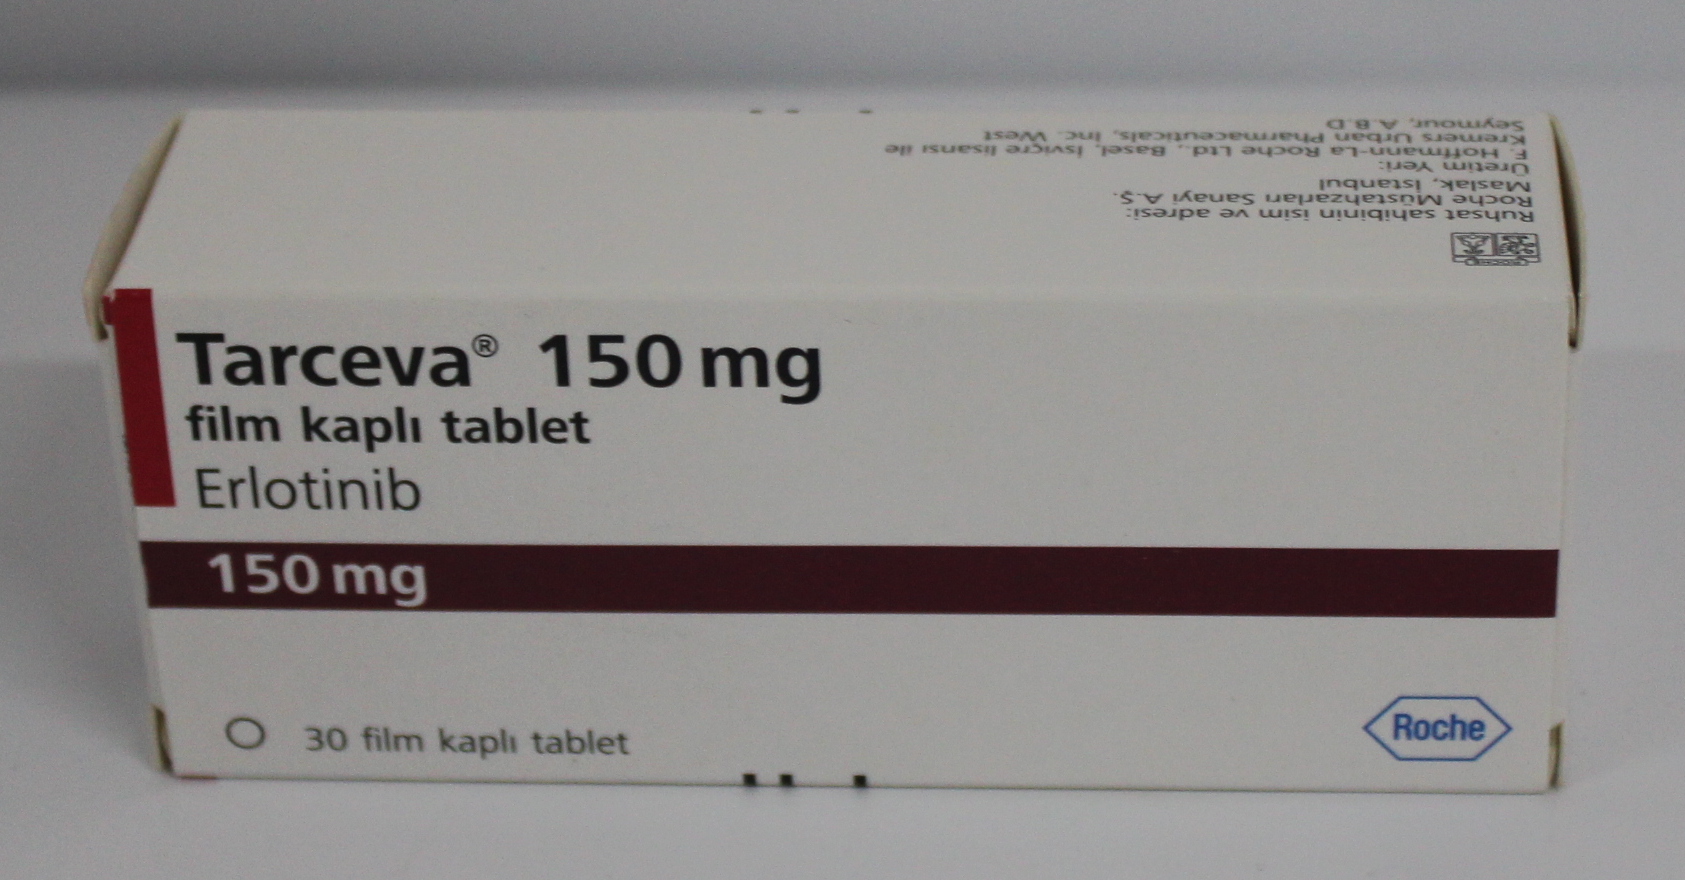 Tarceva® 150 mg
film kaplı tablet
Erlotinib
150 mg
30 film kaplı tablet
Roche
ROCHE
Ruhsat sahibinin isim ve adresi:
Roche Müstahzarları Sanayi A.Ş.
Maslak, İstanbul
Üretim Yeri:
F. Hoffmann-La Roche Ltd., Basel, İsviçre lisansı ile
Kremers Urban Pharmaceuticals, Inc. West
Seymour, A.B.D